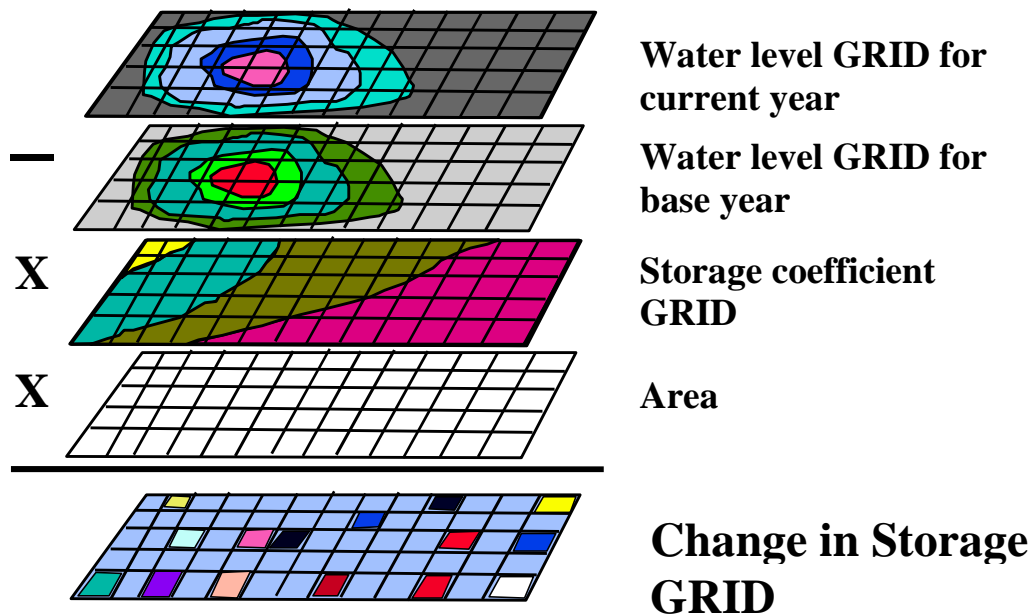 Water level GRID for
current year
Water level GRID for
base year
X
Storage coefficient
GRID
X
Area
Change in Storage
GRID